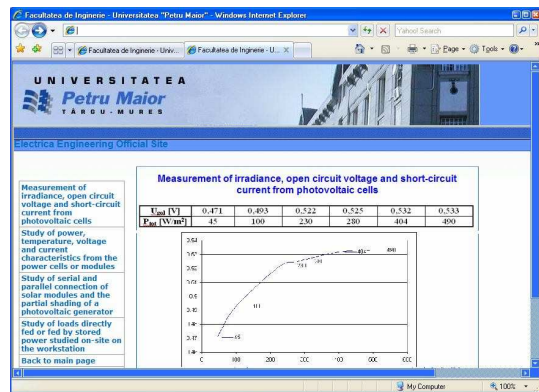 Facultatea de Inginerie - Universitatea "Petru Maior" - Windows Internet Explorer
Yahoo! Search
Facultatea de Inginerie - Univ...
Facultatea de Inginerie - U...
Page
Tools
UNIVERSITATEA
Petru Maior
TÂRGU-MUREȘ
Electrica Engineering Official Site
Measurement of
irradiance, open circuit
voltage and short-circuit
current from
photovoltaic cells
Study of power,
temperature, voltage
and current
characteristics from the
power cells or modules
Study of serial and
parallel connection of
solar modules and the
partial shading of a
photovoltaic generator
Study of loads directly
fed or fed by stored
power studied on-site on
the workstation
Back to main page
Measurement of irradiance, open circuit voltage and short-circuit
current from photovoltaic cells
Ugol [V] 0,471 0,493 0,522 0,525 0,532 0,533
[W/m²] 45 100 230 280 404 490
0 100
My Computer
100%